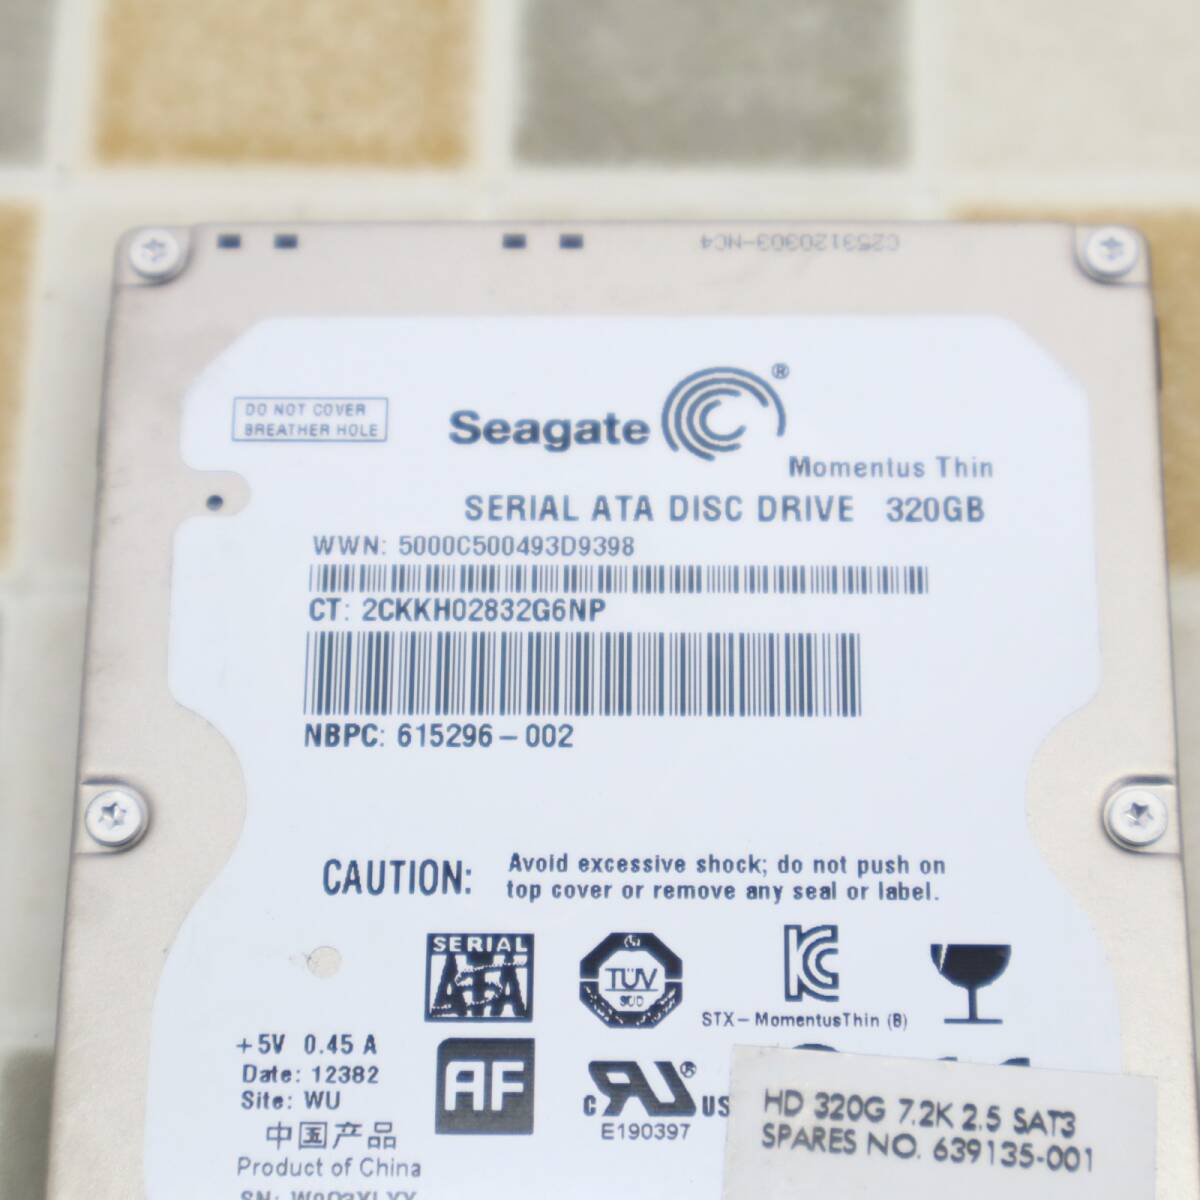 C253120303-NC4
DO NOT COVER
BREATHER HOLE
Seagate ®
Momentus Thin
SERIAL ATA DISC DRIVE 320GB
WWN: 5000C500493D9398
CT: 2CKKH02832G6NP
NBPC: 615296-002
CAUTION: Avoid excessive shock; do not push on
top cover or remove any seal or label.
SERIAL
ATA
TÜV
SÜD
STX-MomentusThin (B)
+5V 0.45 A
Date: 12382
Site: WU
中国产品
Product of China
AF
c RU ® US
E190397
HD 320G 7.2K 2.5 SAT3
SPARES NO. 639135-001
SN: